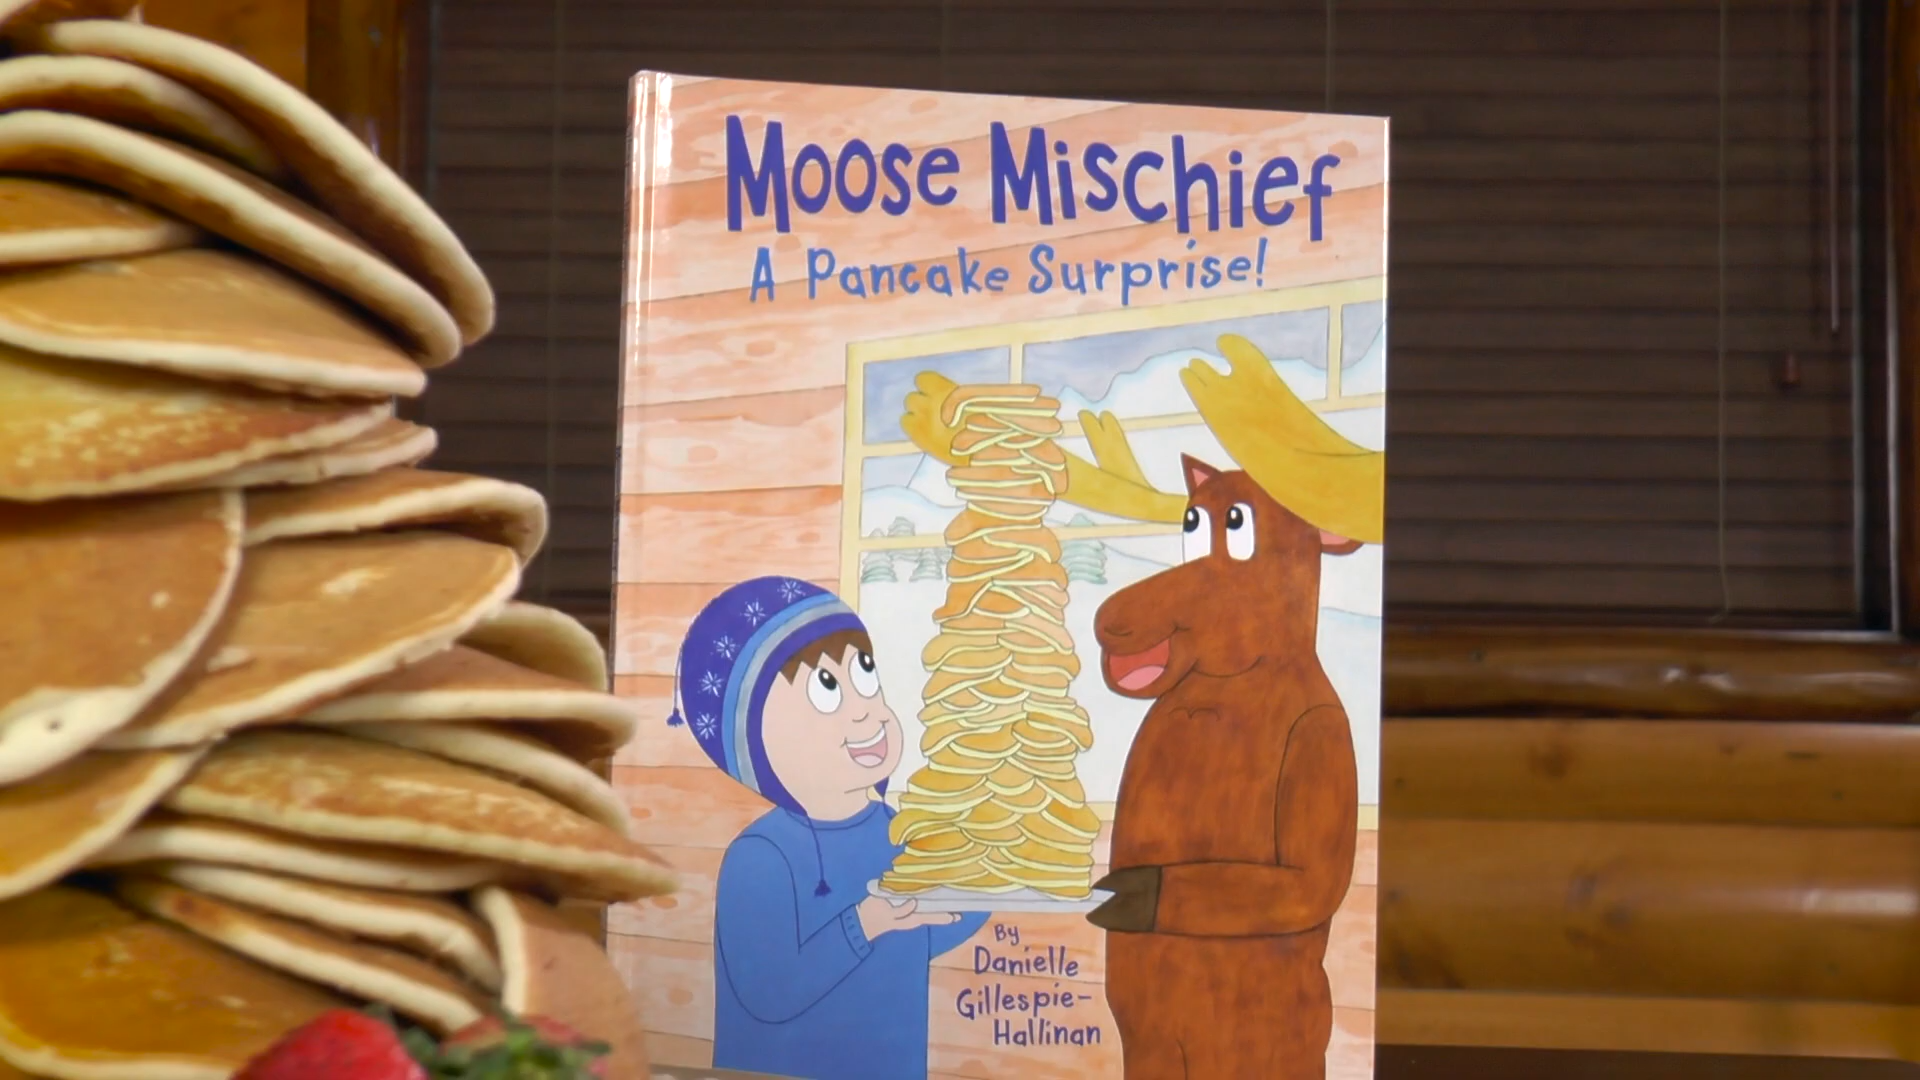 Moose Mischief
A Pancake Surprise!
By
Danielle
Gillespie-
Hallinan